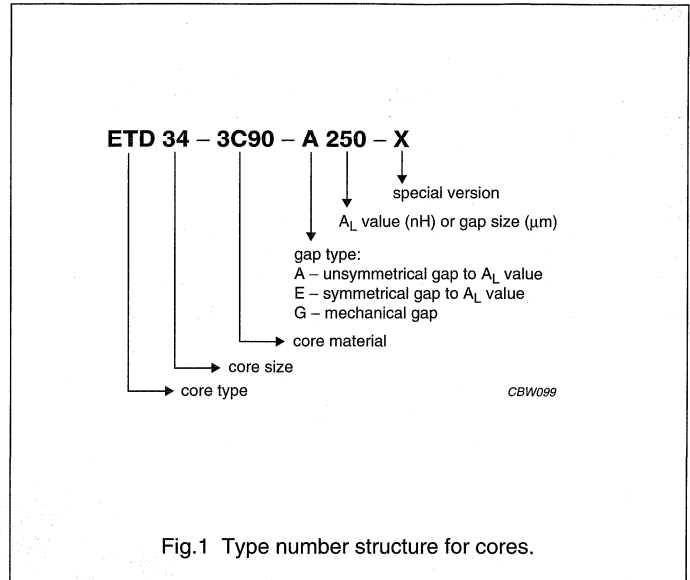 ETD 34 – 3C90 – A 250 – X
special version
AL value (nH) or gap size (μm)
gap type:
A – unsymmetrical gap to AL value
E – symmetrical gap to AL value
G – mechanical gap
core material
core size
core type
CBW099
Fig.1 Type number structure for cores.